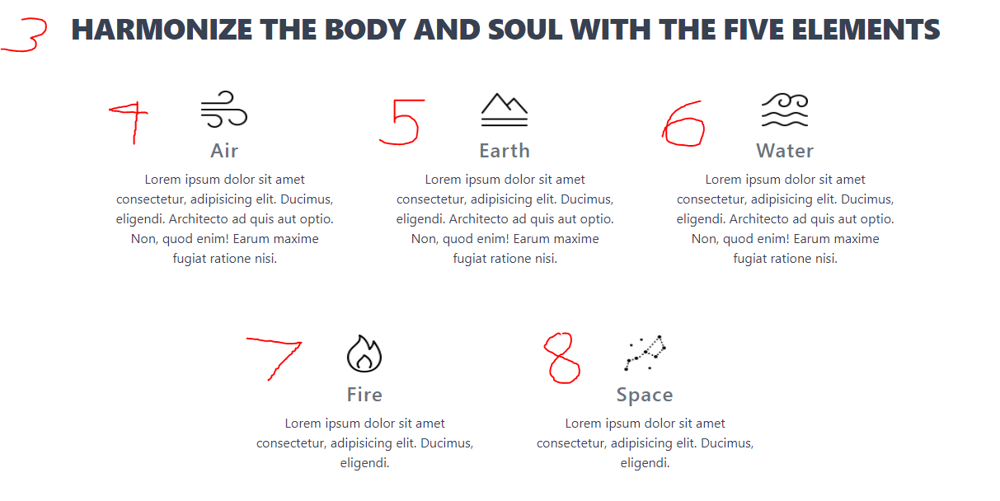 3 HARMONIZE THE BODY AND SOUL WITH THE FIVE ELEMENTS
4
Air
Lorem ipsum dolor sit amet
consectetur, adipisicing elit. Ducimus,
eligendi. Architecto ad quis aut optio.
Non, quod enim! Earum maxime
fugiat ratione nisi.
5
Earth
Lorem ipsum dolor sit amet
consectetur, adipisicing elit. Ducimus,
eligendi. Architecto ad quis aut optio.
Non, quod enim! Earum maxime
fugiat ratione nisi.
6
Water
Lorem ipsum dolor sit amet
consectetur, adipisicing elit. Ducimus,
eligendi. Architecto ad quis aut optio.
Non, quod enim! Earum maxime
fugiat ratione nisi.
7
Fire
Lorem ipsum dolor sit amet
consectetur, adipisicing elit. Ducimus,
eligendi.
8
Space
Lorem ipsum dolor sit amet
consectetur, adipisicing elit. Ducimus,
eligendi.